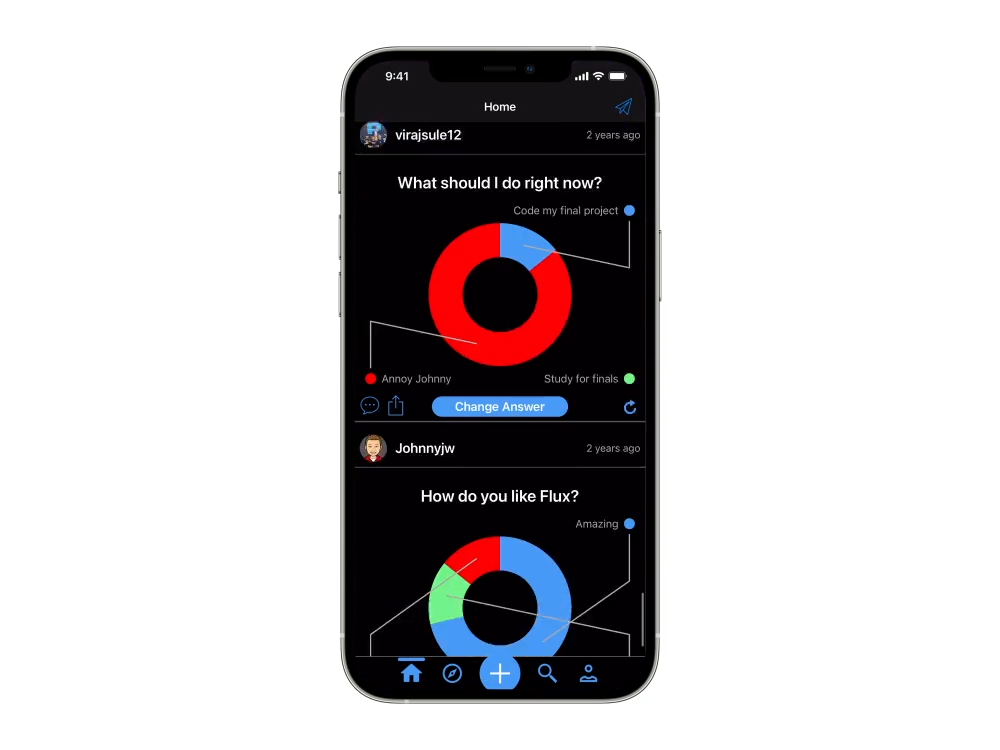 9:41
Home
virajsule12
2 years ago
What should I do right now?
Code my final project
Annoy Johnny
Study for finals
Change Answer
Johnnyjw
2 years ago
How do you like Flux?
Amazing